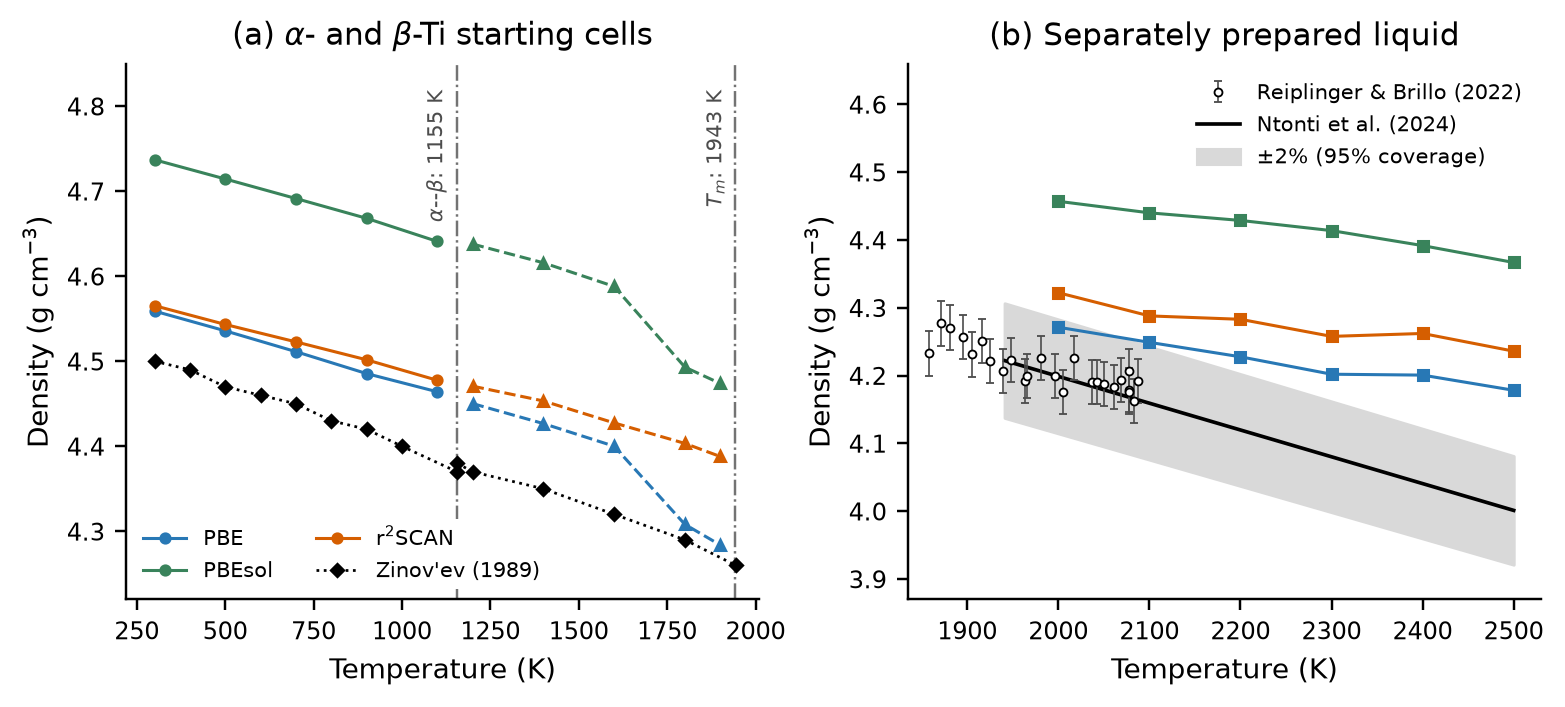 (a) α- and β-Ti starting cells
4.8
4.7
4.6
4.5
4.4
4.3
Density (g cm⁻³)
α--β: 1155 K
Tₘ: 1943 K
PBE
PBEsol
r²SCAN
Zinov'ev (1989)
250 500 750 1000 1250 1500 1750 2000
Temperature (K)
(b) Separately prepared liquid
4.6
4.5
4.4
4.3
4.2
4.1
4.0
3.9
Density (g cm⁻³)
Reiplinger & Brillo (2022)
Ntonti et al. (2024)
±2% (95% coverage)
1900 2000 2100 2200 2300 2400 2500
Temperature (K)